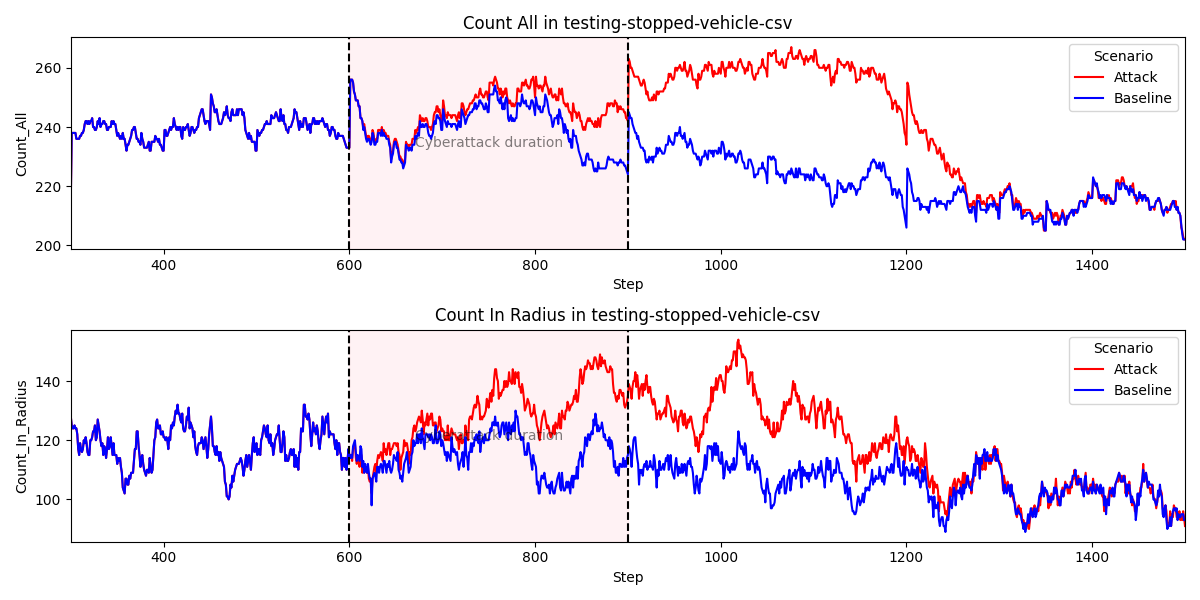 Count All in testing-stopped-vehicle-csv
Count_All
260
240
220
200
Cyberattack duration
Scenario
Attack
Baseline
400
600
800
1000
1200
1400
Step
Count In Radius in testing-stopped-vehicle-csv
Count_In_Radius
140
120
100
Cyberattack duration
Scenario
Attack
Baseline
400
600
800
1000
1200
1400
Step